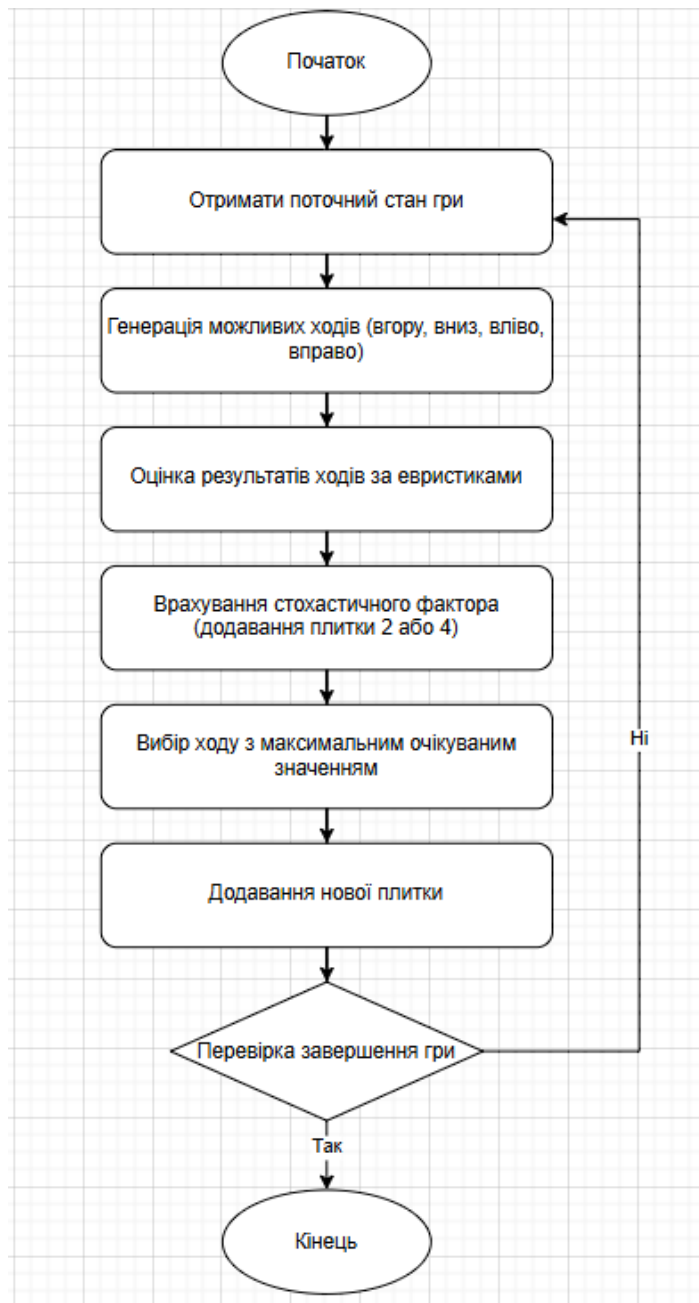 Початок
Отримати поточний стан гри
Генерація можливих ходів (вгору, вниз, вліво,
вправо)
Оцінка результатів ходів за евристиками
Врахування стохастичного фактора
(додавання плитки 2 або 4)
Вибір ходу з максимальним очікуваним
значенням
Ні
Додавання нової плитки
Перевірка завершення гри
Так
Кінець